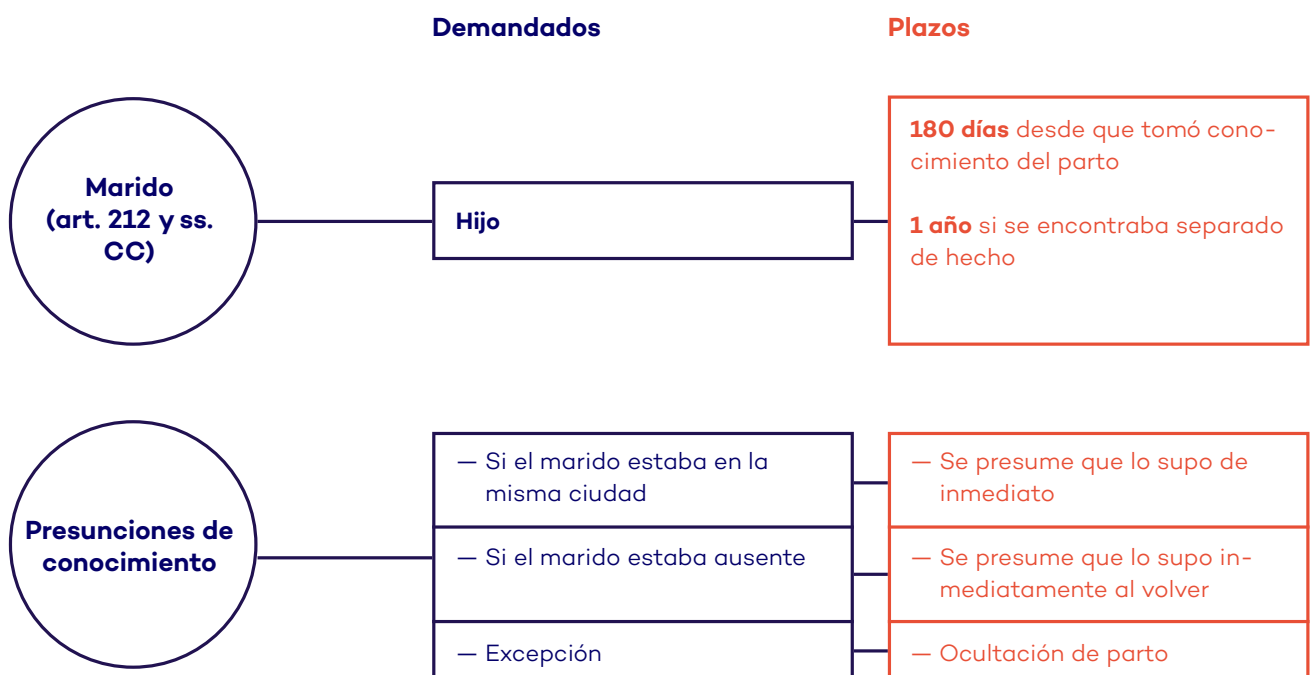 Demandados
Plazos
Marido
(art. 212 y ss.
CC)
Hijo
180 días desde que tomó cono-
cimiento del parto
1 año si se encontraba separado
de hecho
Presunciones de
conocimiento
— Si el marido estaba en la
misma ciudad
— Se presume que lo supo de
inmediato
— Si el marido estaba ausente
— Se presume que lo supo in-
mediatamente al volver
— Excepción
— Ocultación de parto